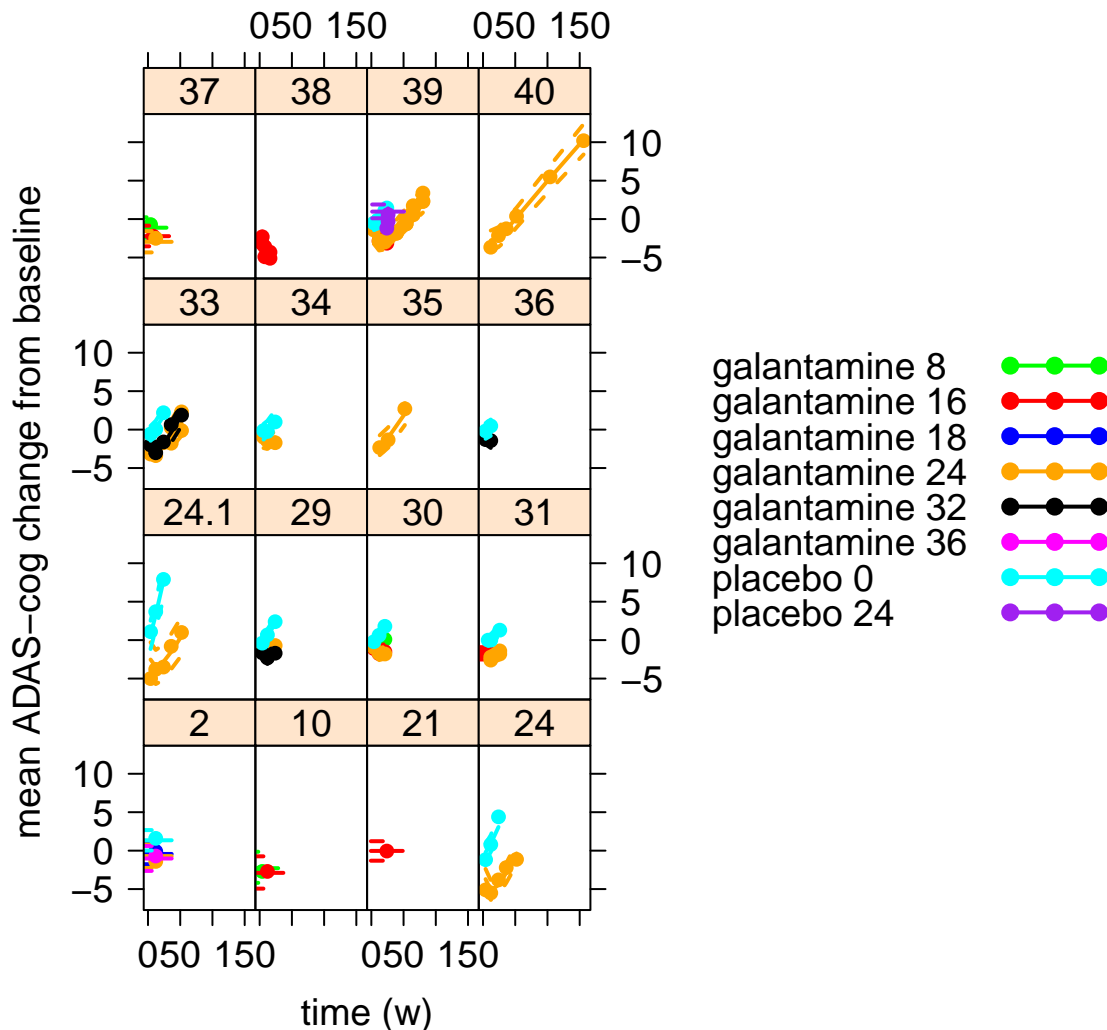 050 150 050 150
37 38 39 40
10
5
0
−5
33 34 35 36
10
5
0
−5
24.1 29 30 31
10
5
0
−5
2 10 21 24
10
5
0
−5
050 150 050 150
time (w)
mean ADAS−cog change from baseline
galantamine 8
galantamine 16
galantamine 18
galantamine 24
galantamine 32
galantamine 36
placebo 0
placebo 24